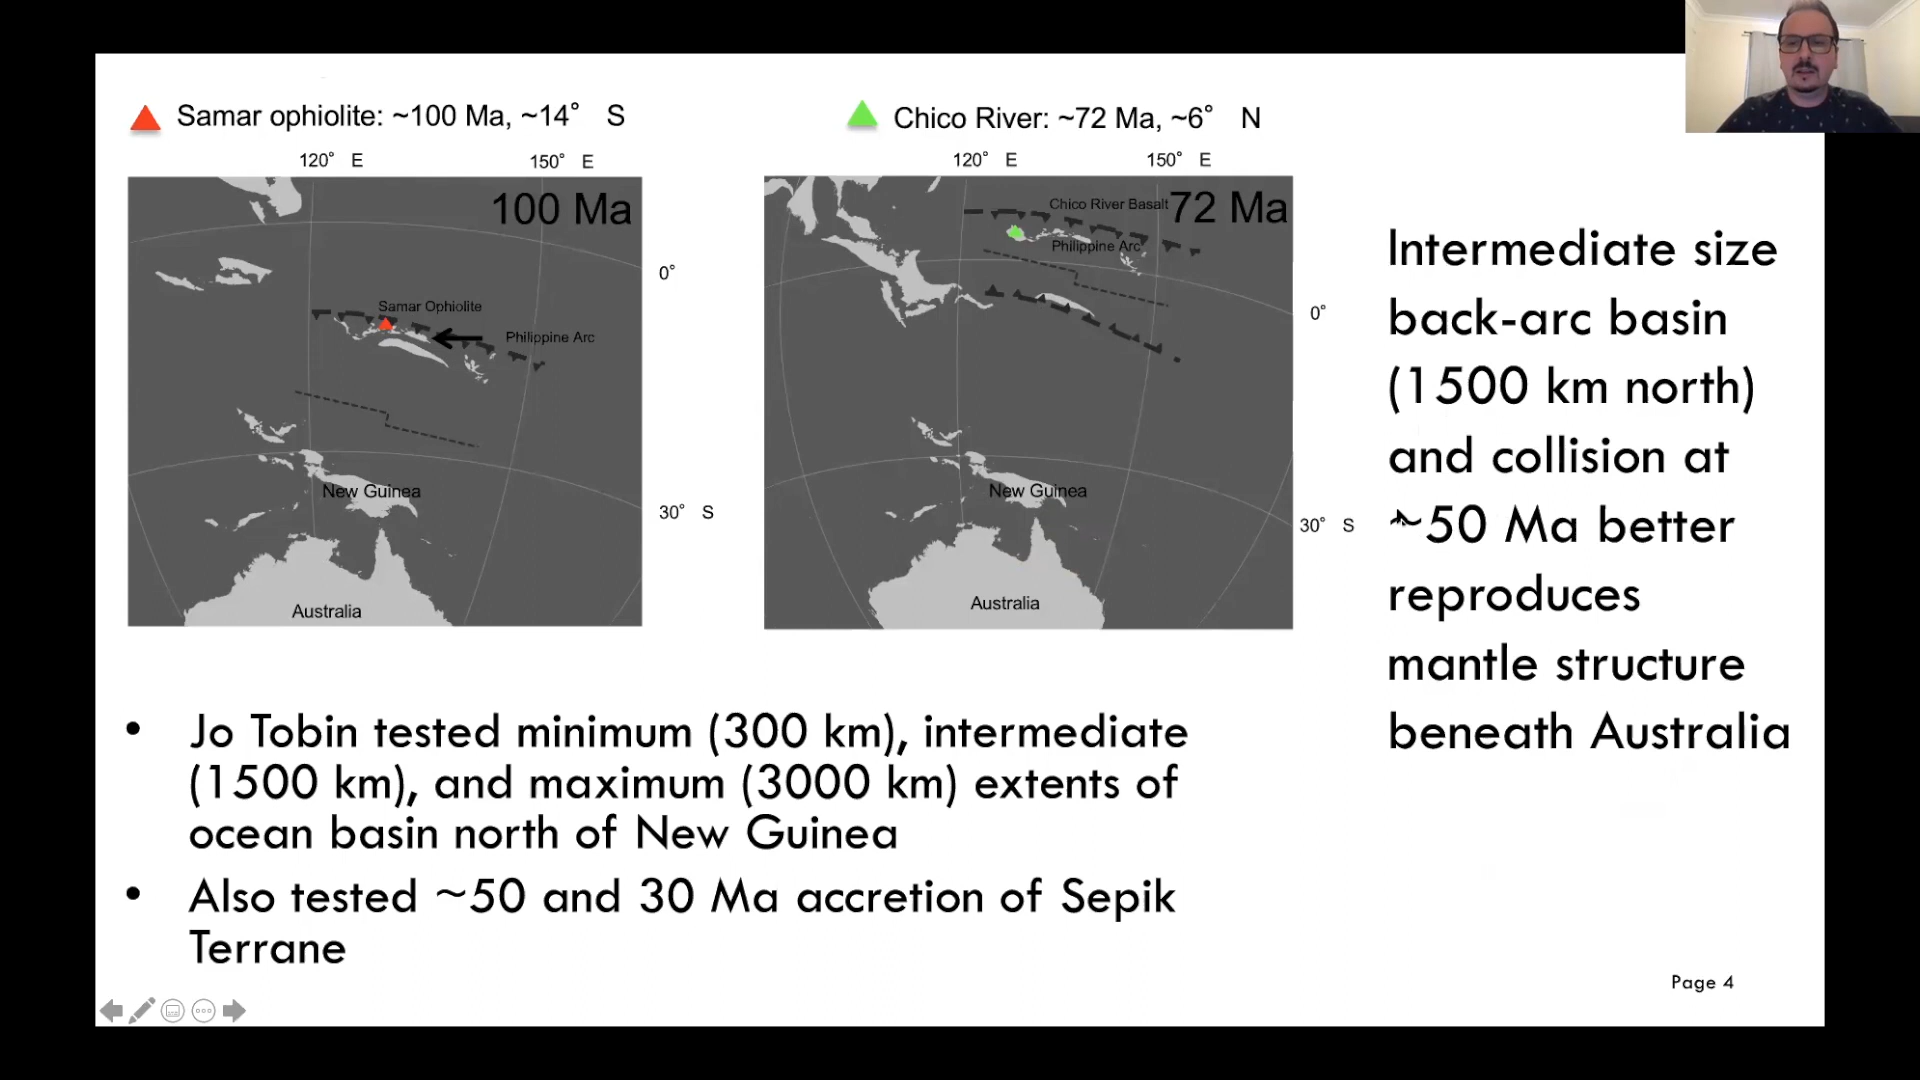 Samar ophiolite: ~100 Ma, ~14° S
120° E 150° E
100 Ma
0°
Samar Ophiolite
Philippine Arc
New Guinea
30° S
Australia
Chico River: ~72 Ma, ~6° N
120° E 150° E
Chico River Basalt
72 Ma
Philippine Arc
0°
New Guinea
30° S
Australia
Intermediate size
back-arc basin
(1500 km north)
and collision at
~50 Ma better
reproduces
mantle structure
beneath Australia
• Jo Tobin tested minimum (300 km), intermediate
(1500 km), and maximum (3000 km) extents of
ocean basin north of New Guinea
• Also tested ~50 and 30 Ma accretion of Sepik
Terrane
Page 4